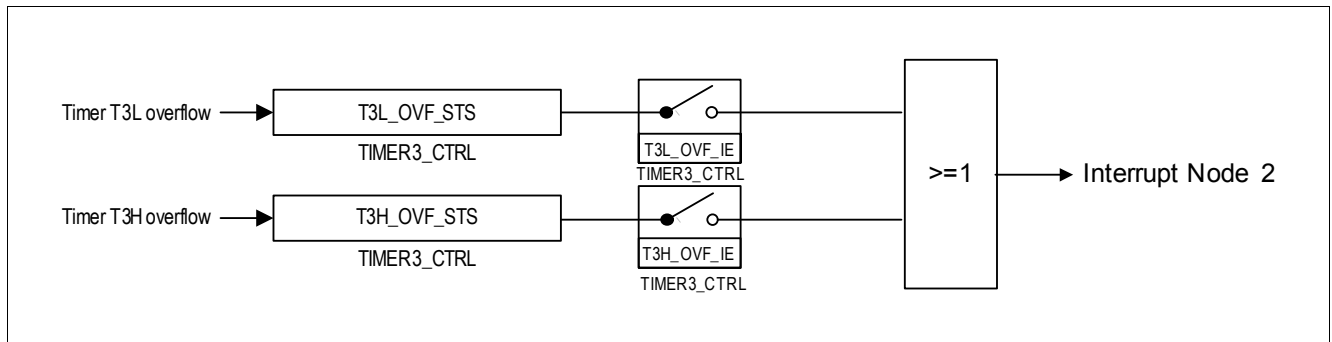 Timer T3L overflow
T3L_OVF_STS
TIMER3_CTRL
T3L_OVF_IE
TIMER3_CTRL
Timer T3H overflow
T3H_OVF_STS
TIMER3_CTRL
T3H_OVF_IE
TIMER3_CTRL
>=1
Interrupt Node 2